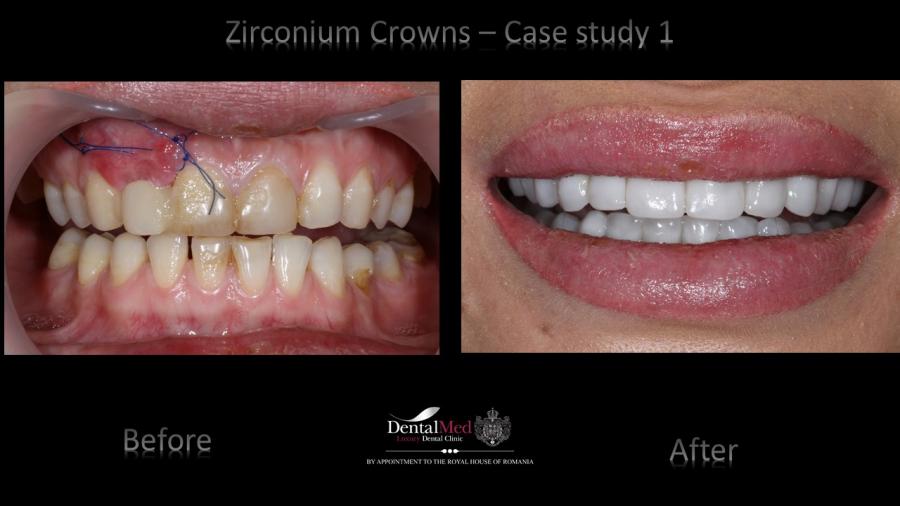 Zirconium Crowns – Case study 1
Before
DentalMed
Luxury Dental Clinic
BY APPOINTMENT TO THE ROYAL HOUSE OF ROMANIA
After